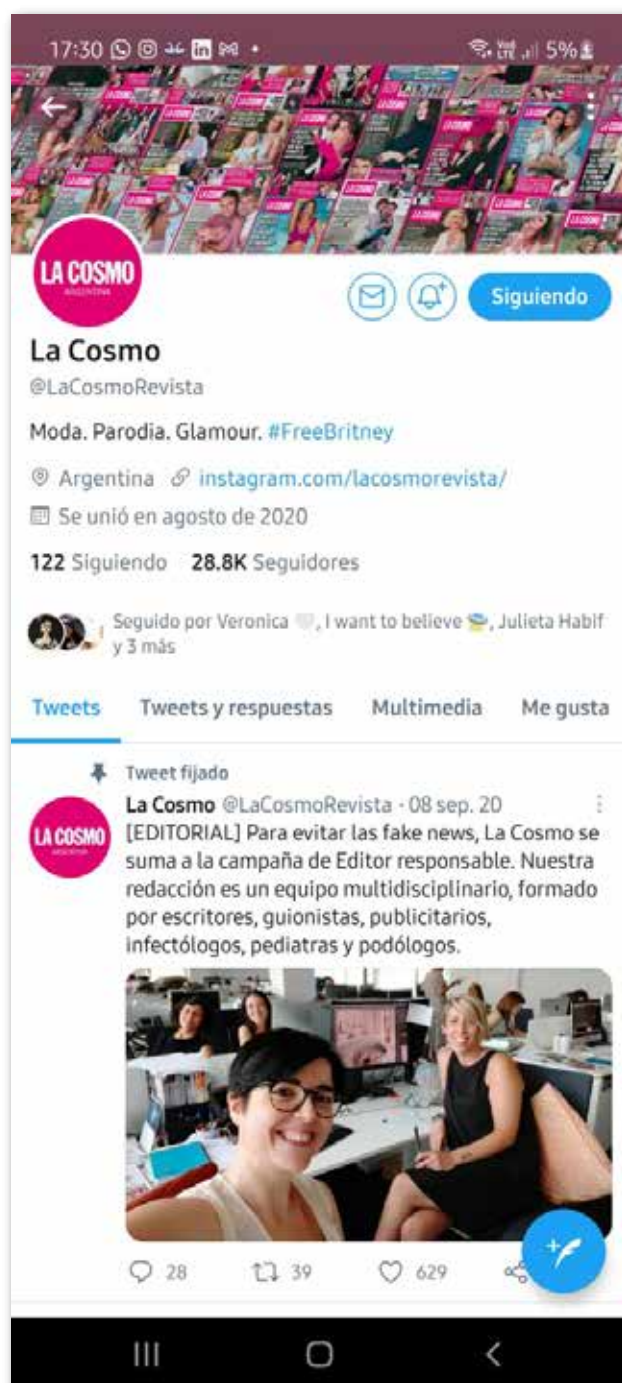 17:30
5%
LA COSMO
ARGENTINA
Siguiendo
La Cosmo
@LaCosmoRevista
Moda. Parodia. Glamour. #FreeBritney
Argentina instagram.com/lacosmorevista/
Se unió en agosto de 2020
122 Siguiendo 28.8K Seguidores
Seguido por Veronica 🤍, I want to believe 🛸, Julieta Habif
y 3 más
Tweets Tweets y respuestas Multimedia Me gusta
Tweet fijado
La Cosmo @LaCosmoRevista · 08 sep. 20
LA COSMO
ARGENTINA
[EDITORIAL] Para evitar las fake news, La Cosmo se
suma a la campaña de Editor responsable. Nuestra
redacción es un equipo multidisciplinario, formado
por escritores, guionistas, publicitarios,
infectólogos, pediatras y podólogos.
28 39 629